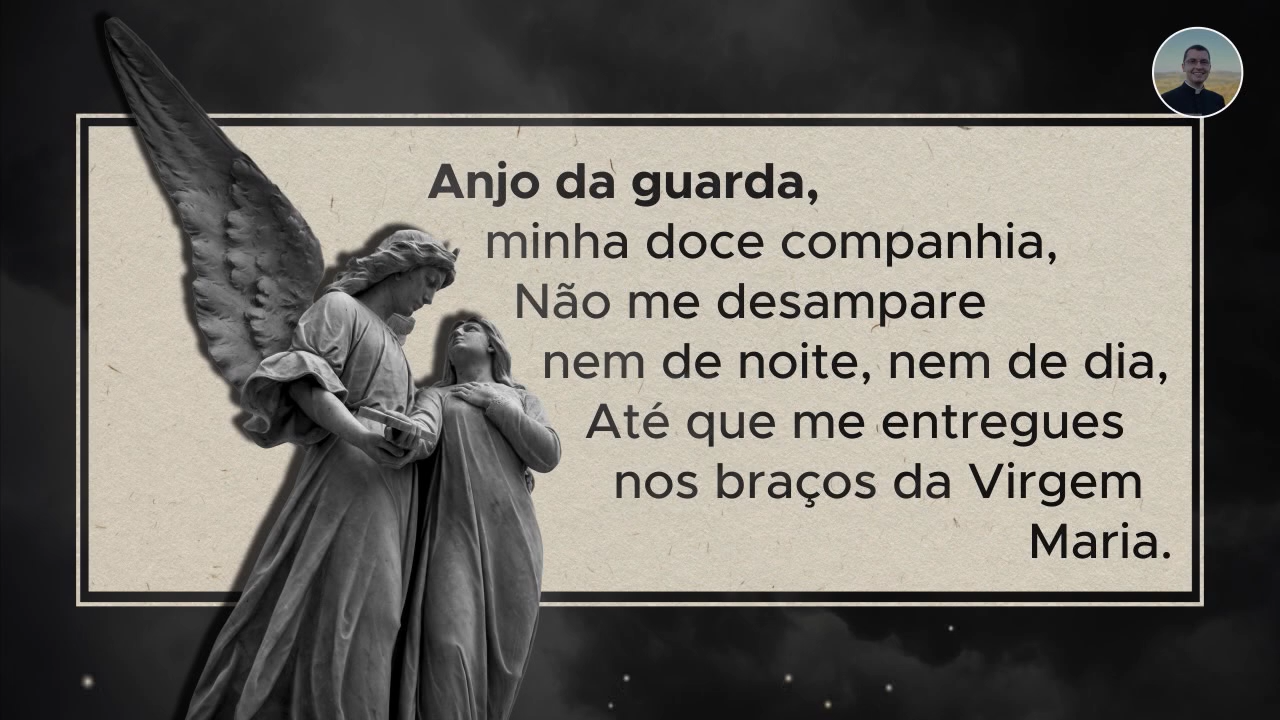 Anjo da guarda,
minha doce companhia,
Não me desampare
nem de noite, nem de dia,
Até que me entregues
nos braços da Virgem
Maria.